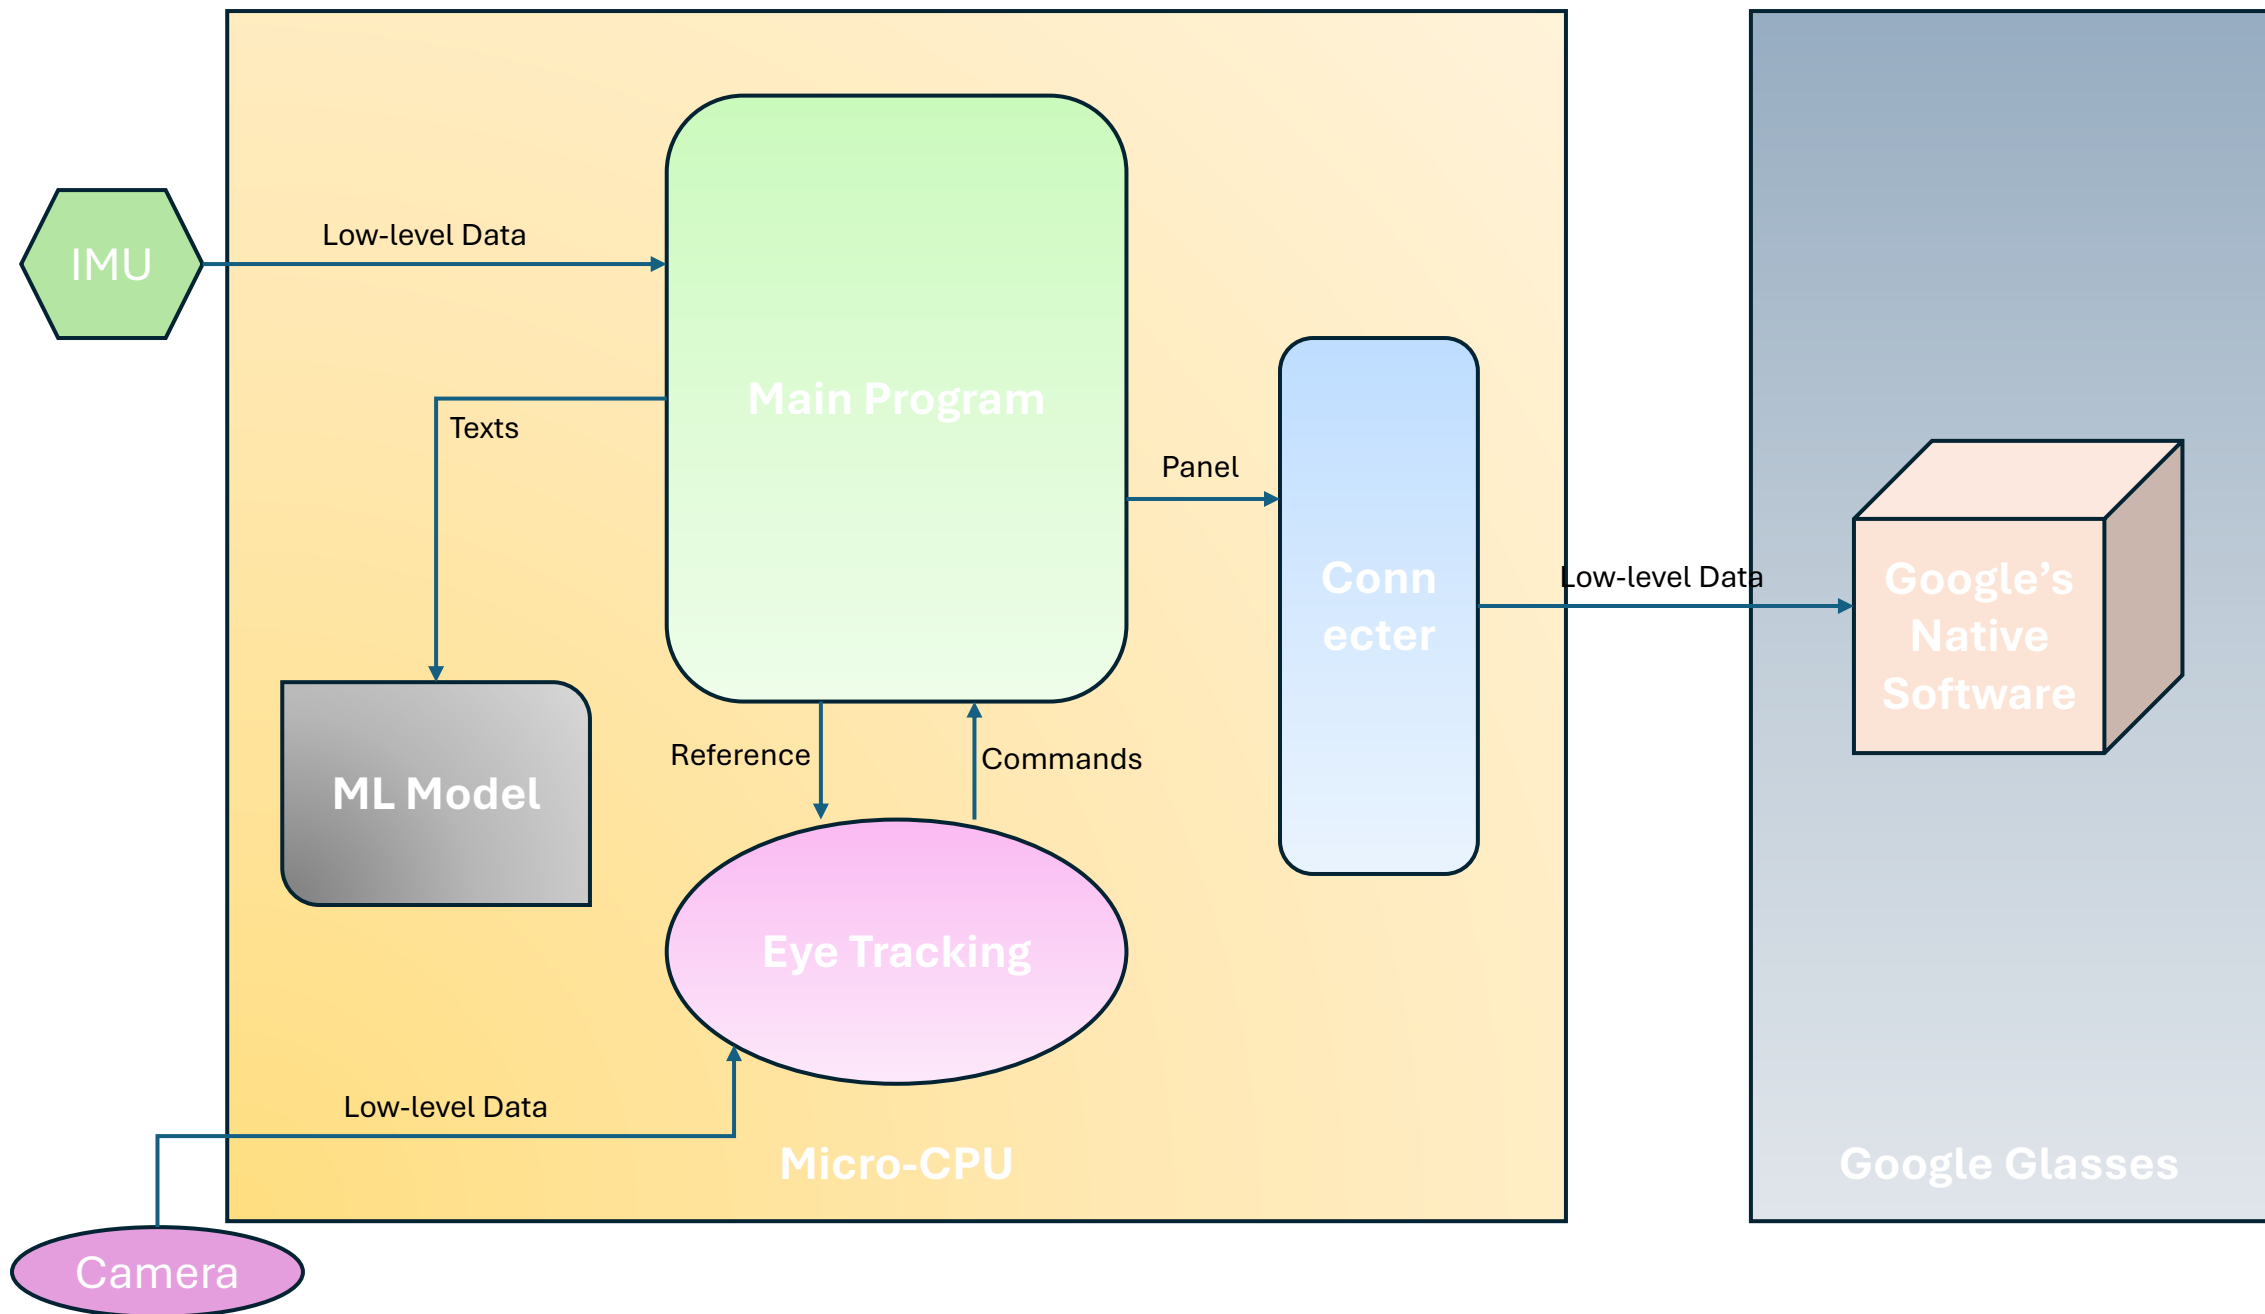 IMU
Low-level Data
Main Program
Texts
Panel
Conn
ecter
Low-level Data
Google's
Native
Software
Reference
Commands
ML Model
Eye Tracking
Low-level Data
Micro-CPU
Google Glasses
Camera